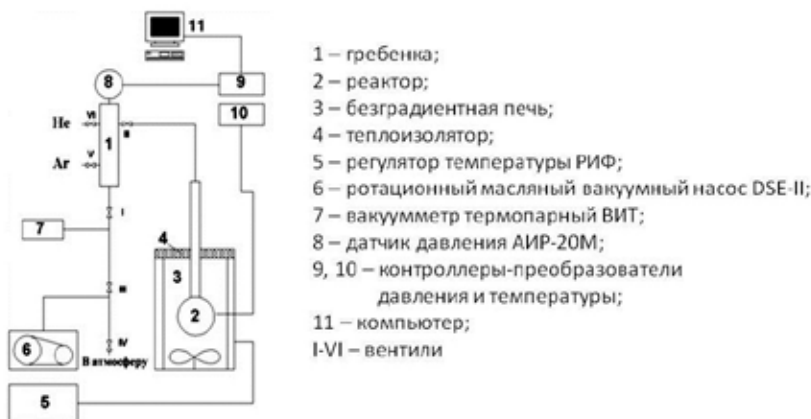 11
8
9
10
VI
He
II
1
V
Ar
I
7
4
3
III
2
6
IV
В атмосферу
5
1 – гребенка;
2 – реактор;
3 – безградиентная печь;
4 – теплоизолятор;
5 – регулятор температуры РИФ;
6 – ротационный масляный вакуумный насос DSE-II;
7 – вакуумметр термопарный ВИТ;
8 – датчик давления АИР-20М;
9, 10 – контроллеры-преобразователи
давления и температуры;
11 – компьютер;
I-VI – вентили